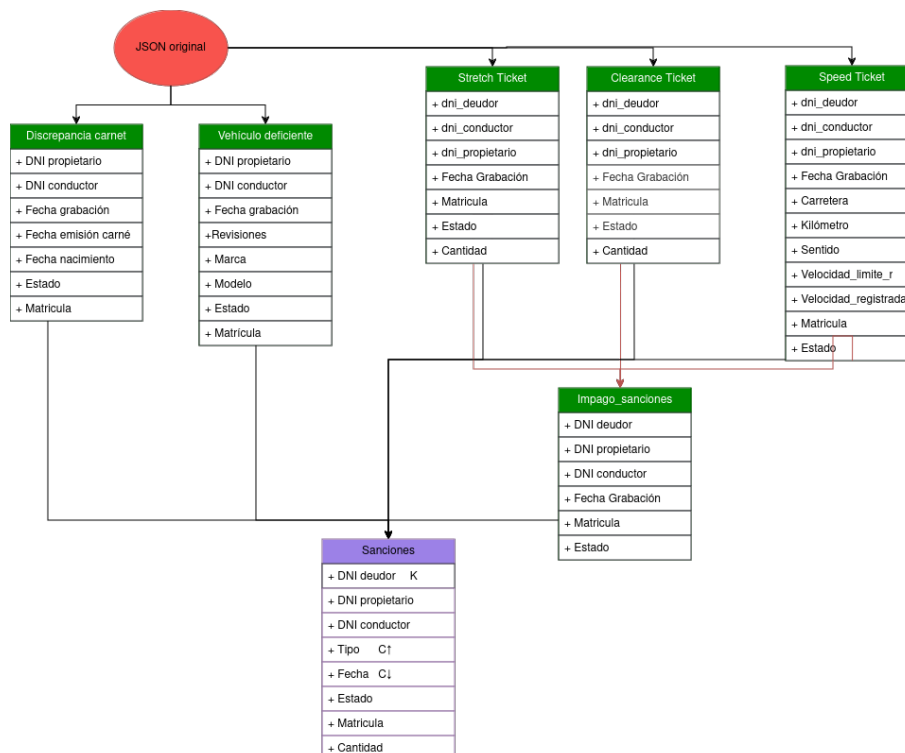 JSON original
Stretch Ticket
+ dni_deudor
+ dni_conductor
+ dni_propietario
+ Fecha Grabación
+ Matricula
+ Estado
+ Cantidad
Clearance Ticket
+ dni_deudor
+ dni_conductor
+ dni_propietario
+ Fecha Grabación
+ Matricula
+ Estado
+ Cantidad
Speed Ticket
+ dni_deudor
+ dni_conductor
+ dni_propietario
+ Fecha Grabación
+ Carretera
+ Kilómetro
+ Sentido
+ Velocidad_limite_r
+ Velocidad_registrada
+ Matricula
+ Estado
Discrepancia carnet
+ DNI propietario
+ DNI conductor
+ Fecha grabación
+ Fecha emisión carné
+ Fecha nacimiento
+ Estado
+ Matricula
Vehículo deficiente
+ DNI propietario
+ DNI conductor
+ Fecha grabación
+Revisiones
+ Marca
+ Modelo
+ Estado
+ Matrícula
Impago_sanciones
+ DNI deudor
+ DNI propietario
+ DNI conductor
+ Fecha Grabación
+ Matricula
+ Estado
Sanciones
+ DNI deudor K
+ DNI propietario
+ DNI conductor
+ Tipo C↑
+ Fecha C↓
+ Estado
+ Matricula
+ Cantidad